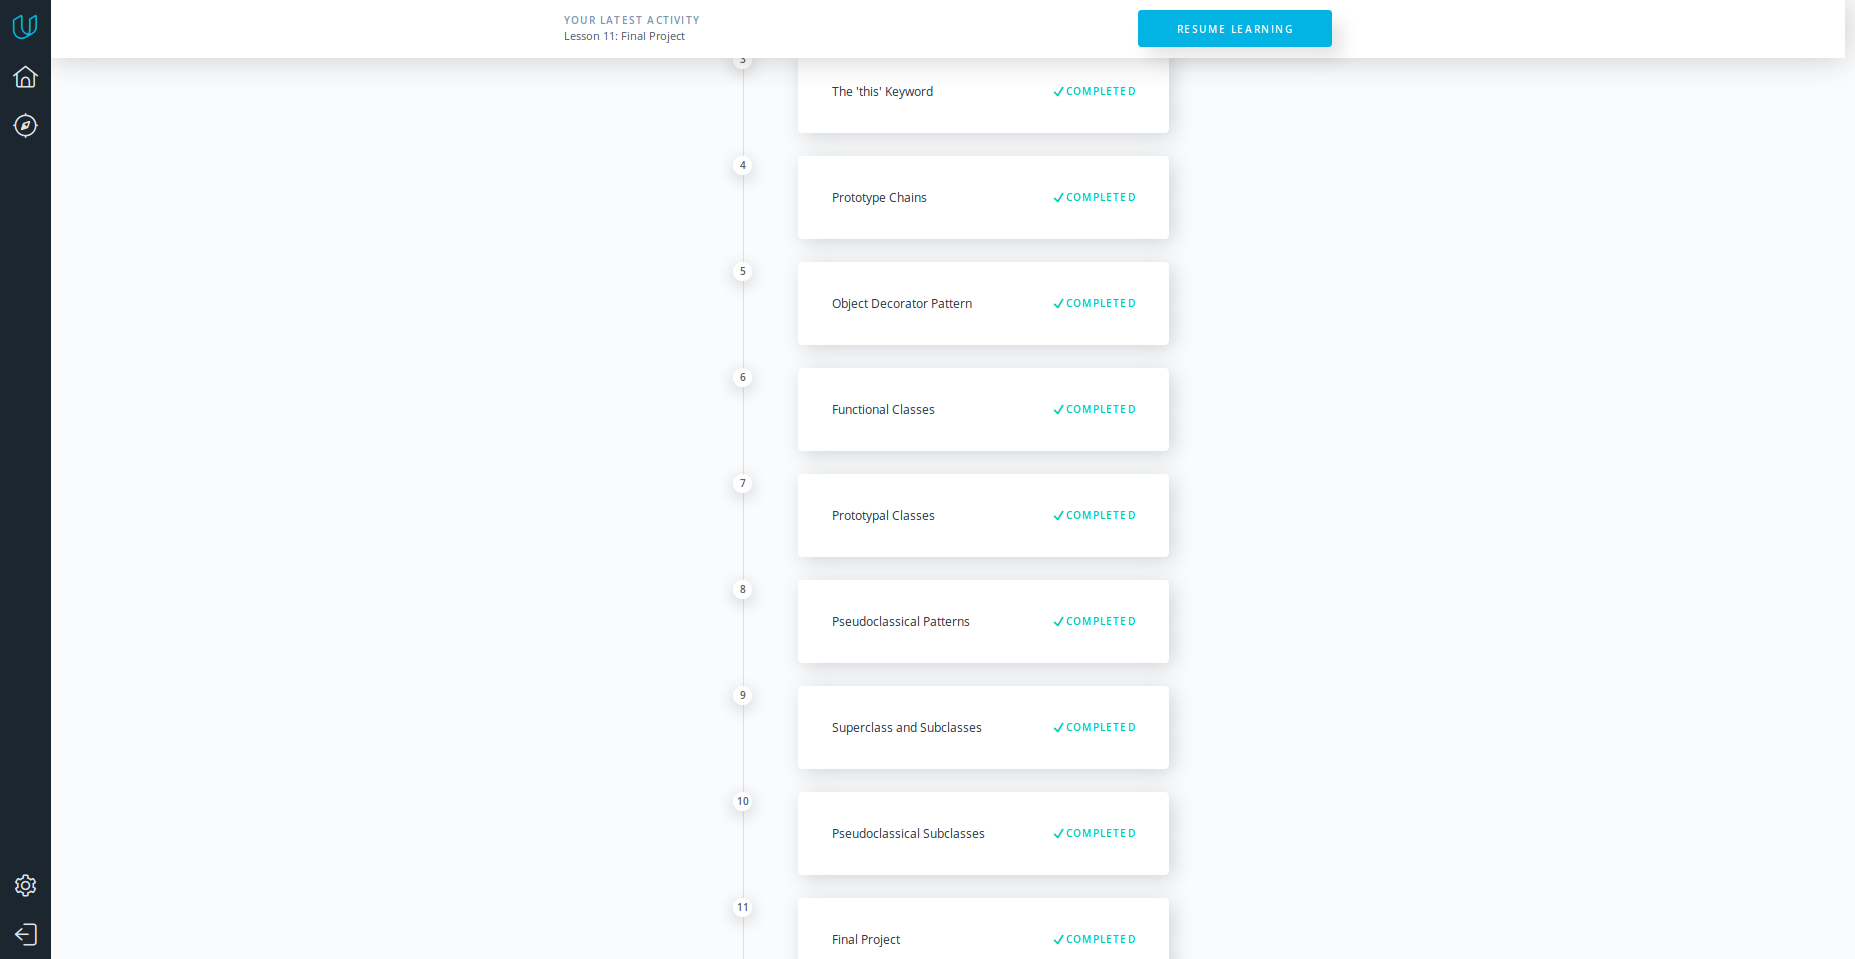 YOUR LATEST ACTIVITY
Lesson 11: Final Project
RESUME LEARNING
3
The 'this' Keyword
COMPLETED
4
Prototype Chains
COMPLETED
5
Object Decorator Pattern
COMPLETED
6
Functional Classes
COMPLETED
7
Prototypal Classes
COMPLETED
8
Pseudoclassical Patterns
COMPLETED
9
Superclass and Subclasses
COMPLETED
10
Pseudoclassical Subclasses
COMPLETED
11
Final Project
COMPLETED